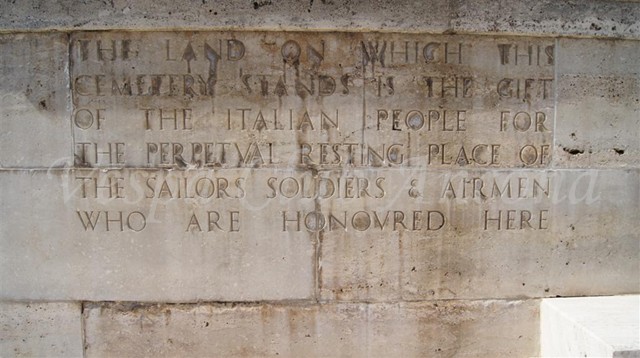 THE LAND ON WHICH THIS
CEMETERY STANDS IS THE GIFT
OF THE ITALIAN PEOPLE FOR
THE PERPETVAL RESTING PLACE OF
THE SAILORS SOLDIERS & AIRMEN
WHO ARE HONOVRED HERE